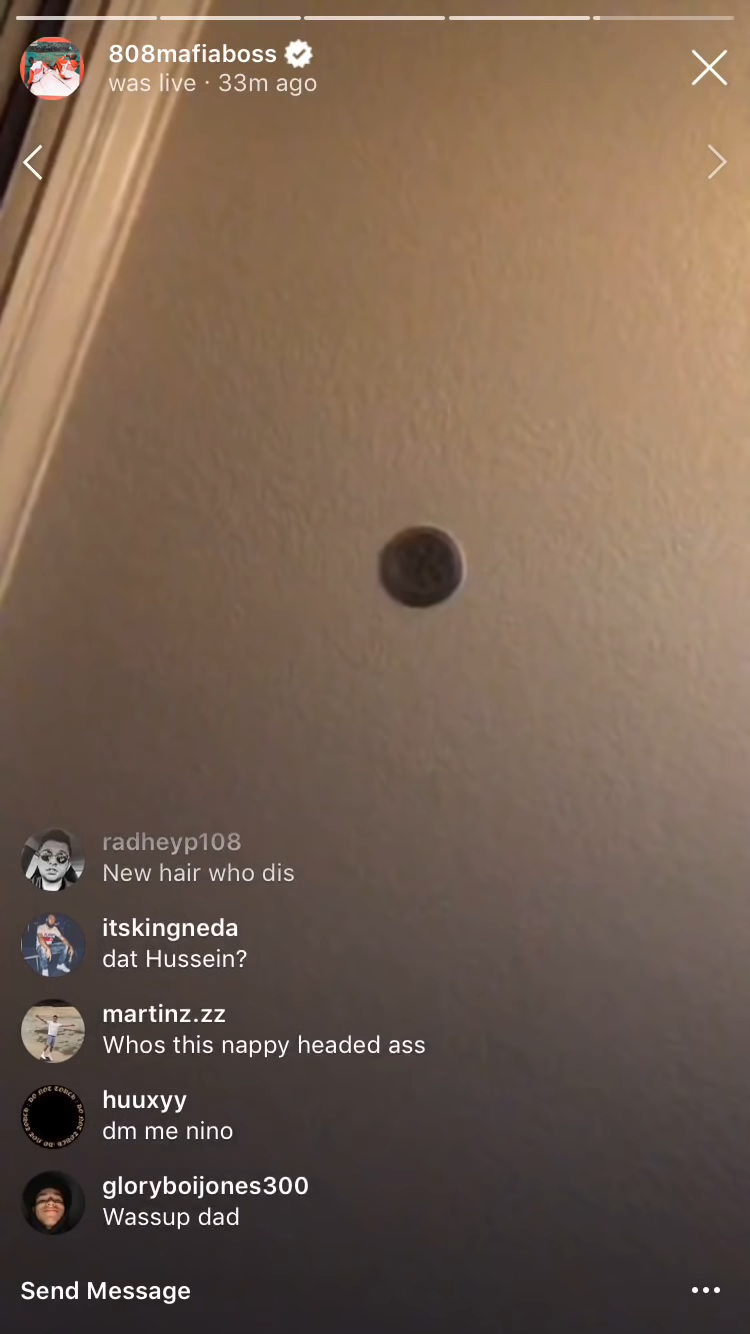 808mafiaboss
was live · 33m ago
radheyp108
New hair who dis
itskingneda
dat Hussein?
martinz.zz
Whos this nappy headed ass
huuxyy
dm me nino
gloryboijones300
Wassup dad
Send Message